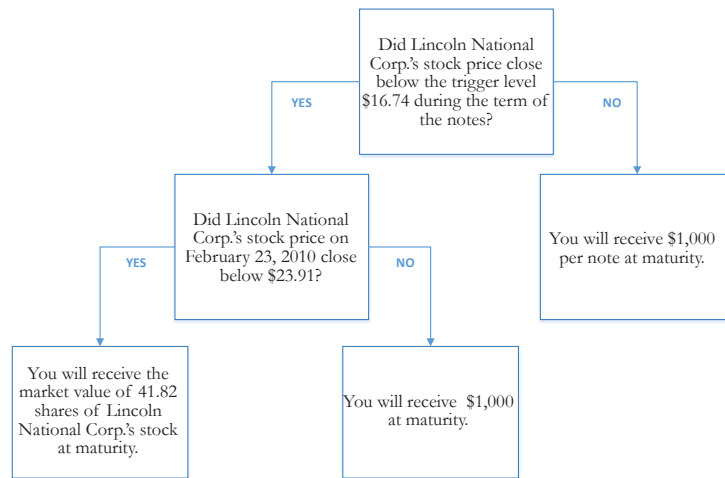 Did Lincoln National
Corp.'s stock price close
below the trigger level
$16.74 during the term of
the notes?
YES
NO
Did Lincoln National
Corp.'s stock price on
February 23, 2010 close
below $23.91?
You will receive $1,000
per note at maturity.
YES
NO
You will receive the
market value of 41.82
shares of Lincoln
National Corp.'s stock
at maturity.
You will receive  $1,000
at maturity.